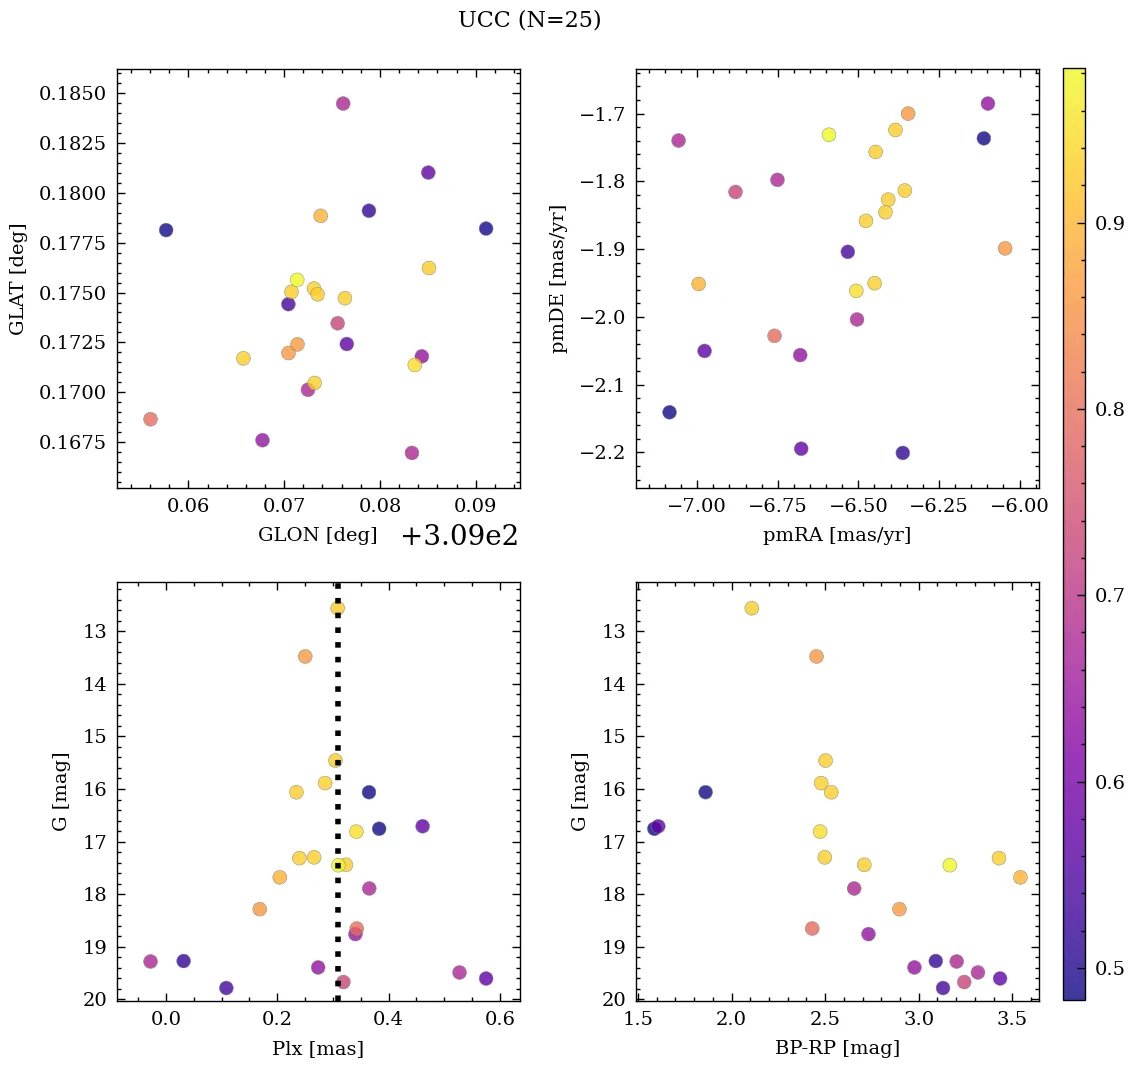 UCC (N=25)
0.1850
0.1825
0.1800
0.1775
0.1750
0.1725
0.1700
0.1675
GLAT [deg]
0.06 0.07 0.08 0.09
GLON [deg] +3.09e2
−1.7
−1.8
−1.9
−2.0
−2.1
−2.2
pmDE [mas/yr]
−7.00 −6.75 −6.50 −6.25 −6.00
pmRA [mas/yr]
13
14
15
16
17
18
19
20
G [mag]
0.0 0.2 0.4 0.6
Plx [mas]
13
14
15
16
17
18
19
20
G [mag]
1.5 2.0 2.5 3.0 3.5
BP-RP [mag]
0.9
0.8
0.7
0.6
0.5